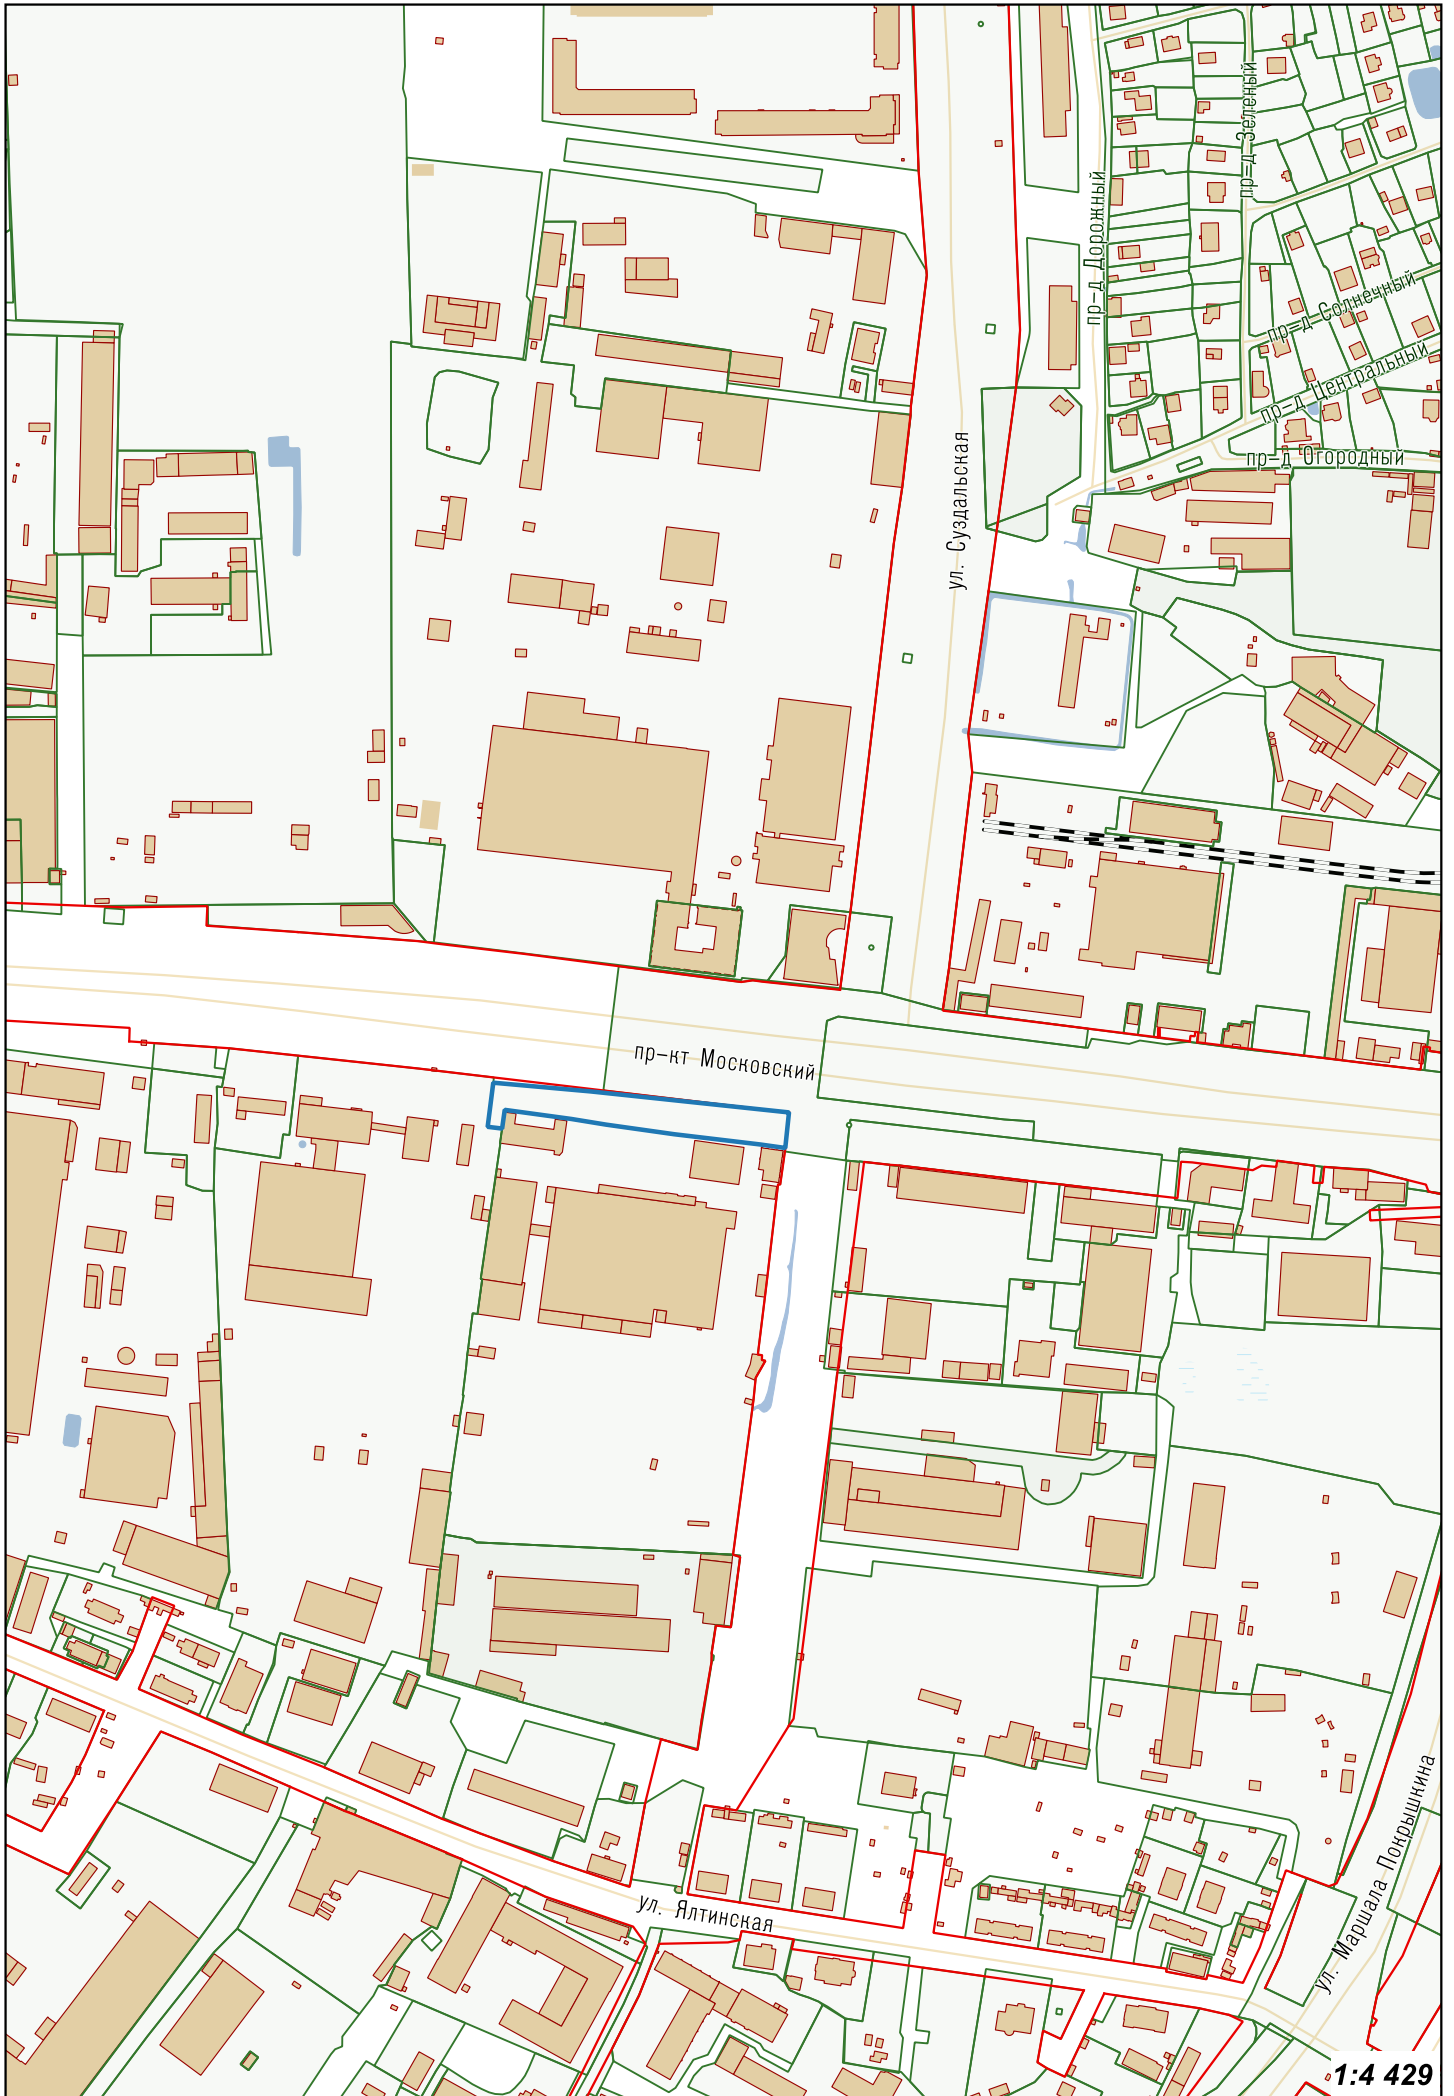 пр-д Зеленый
пр-д Дорожный
пр-д Солнечный
пр-д Центральный
пр-д Огородный
ул. Суздальская
пр-кт Московский
ул. Маршала Покрышкина
ул. Ялтинская
1:4 429